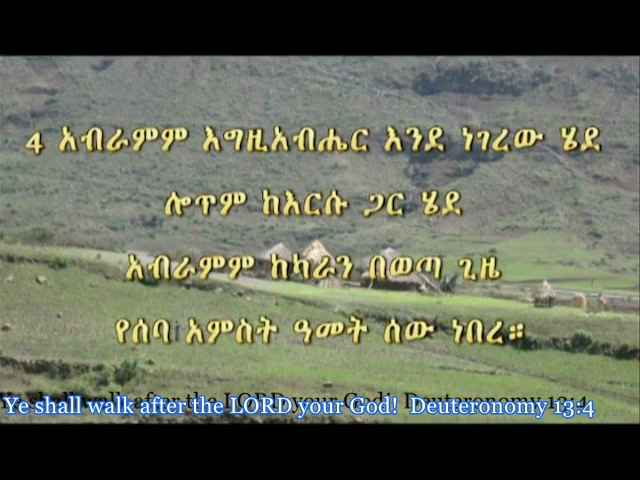 4 አብራምም እግዚአብሔር እንደ ነገረው ሄደ
ሎጥም ከእርሱ ጋር ሄደ
አብራምም ከካራን በወጣ ጊዜ
የሰባ አምስት ዓመት ሰው ነበረ።
Ye shall walk after the LORD your God! Deuteronomy 13:4